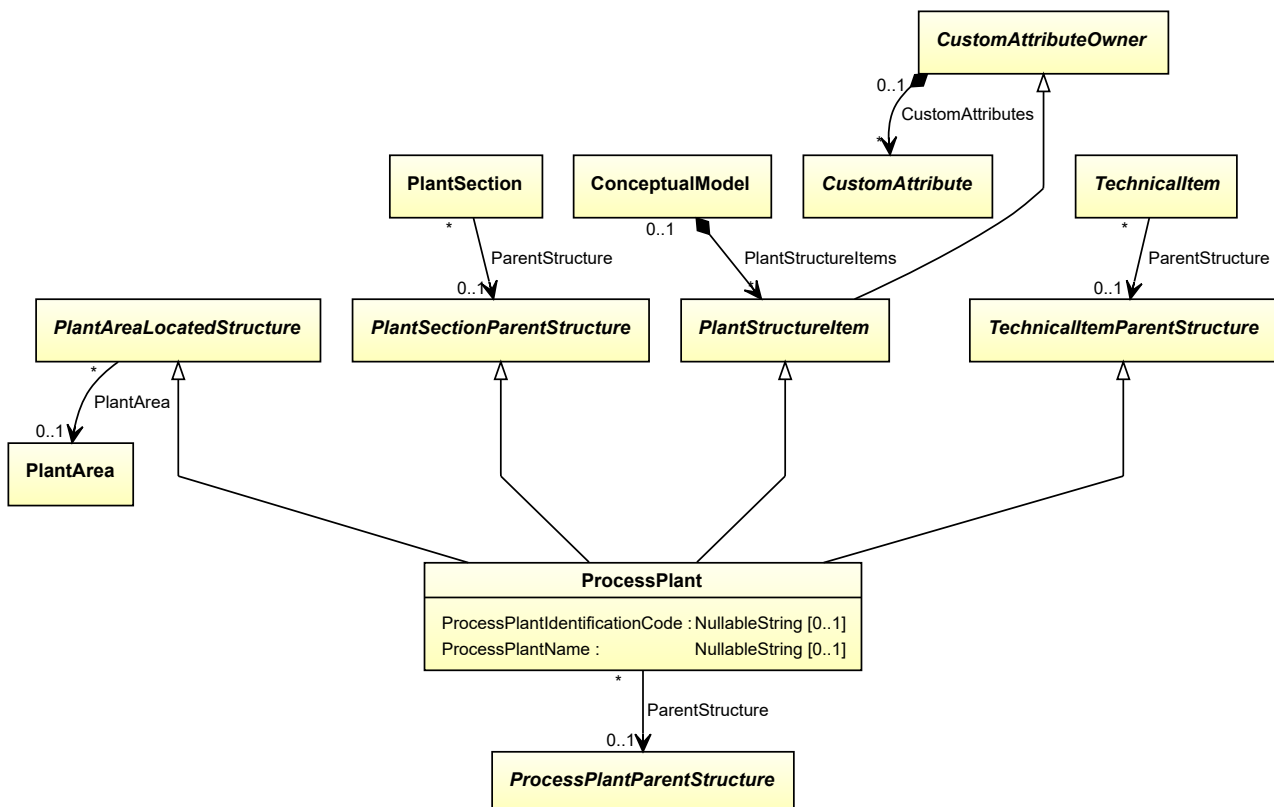 CustomAttributeOwner
0..1
CustomAttributes
*
PlantSection
ConceptualModel
CustomAttribute
TechnicalItem
*
0..1
*
ParentStructure
PlantStructureItems
ParentStructure
0..1
*
0..1
PlantAreaLocatedStructure
PlantSectionParentStructure
PlantStructureItem
TechnicalItemParentStructure
*
PlantArea
0..1
PlantArea
ProcessPlant
ProcessPlantIdentificationCode : NullableString [0..1]
ProcessPlantName : NullableString [0..1]
*
ParentStructure
0..1
ProcessPlantParentStructure